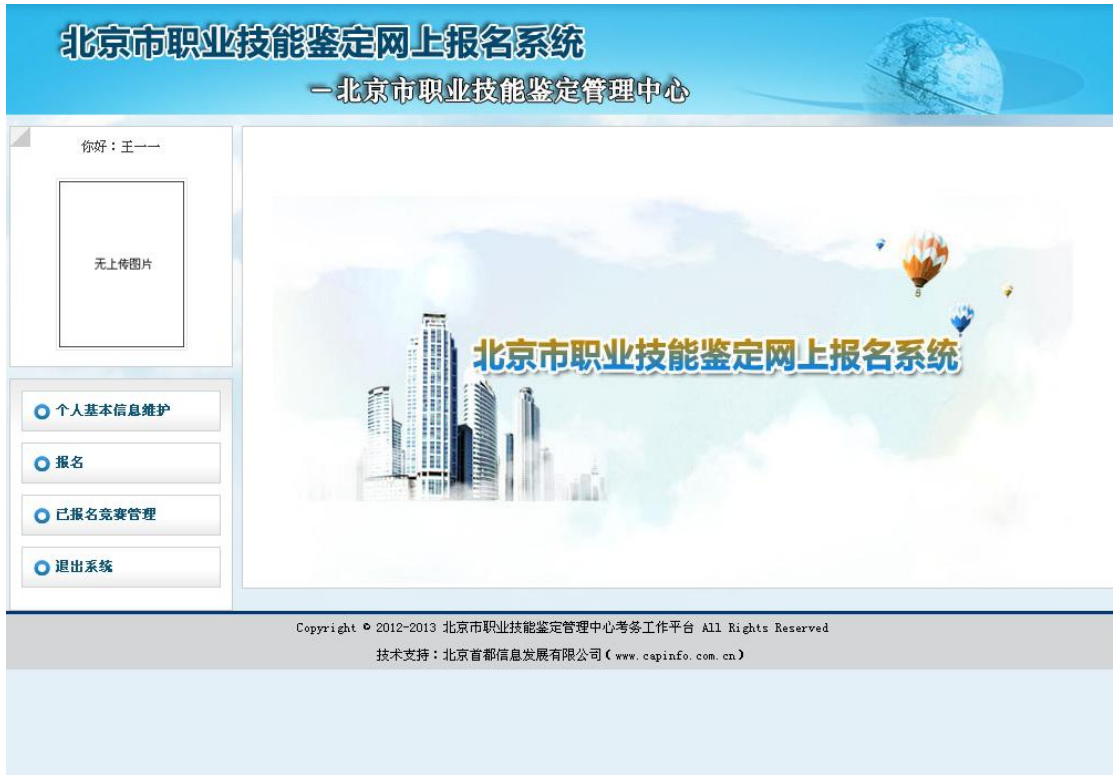 北京市职业技能鉴定网上报名系统
－北京市职业技能鉴定管理中心
你好：王一一
无上传图片
北京市职业技能鉴定网上报名系统
个人基本信息维护
报名
已报名竞赛管理
退出系统
Copyright © 2012-2013 北京市职业技能鉴定管理中心考务工作平台 All Rights Reserved
技术支持：北京首都信息发展有限公司(www.capinfo.com.cn)